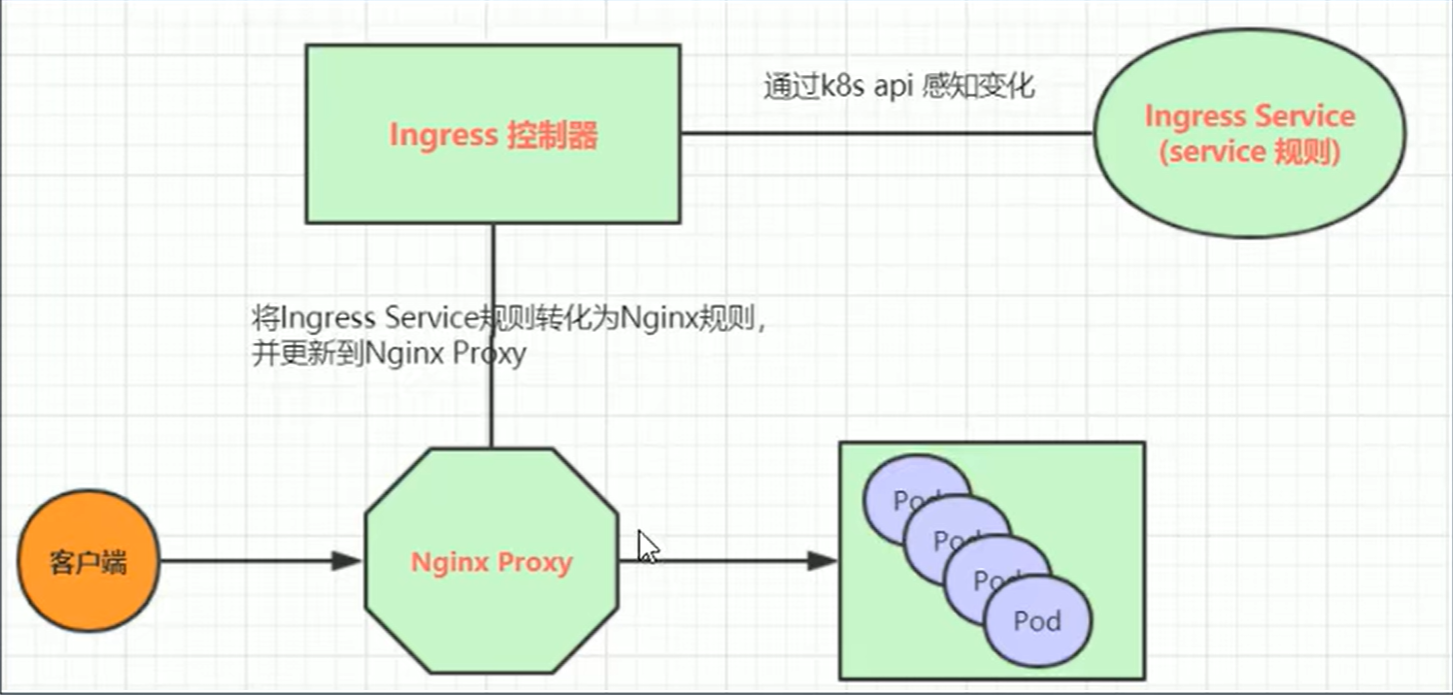 Ingress 控制器
通过k8s api 感知变化
Ingress Service
(service 规则)
将Ingress Service规则转化为Nginx规则，
并更新到Nginx Proxy
客户端
Nginx Proxy
Pod
Pod
Pod
Pod